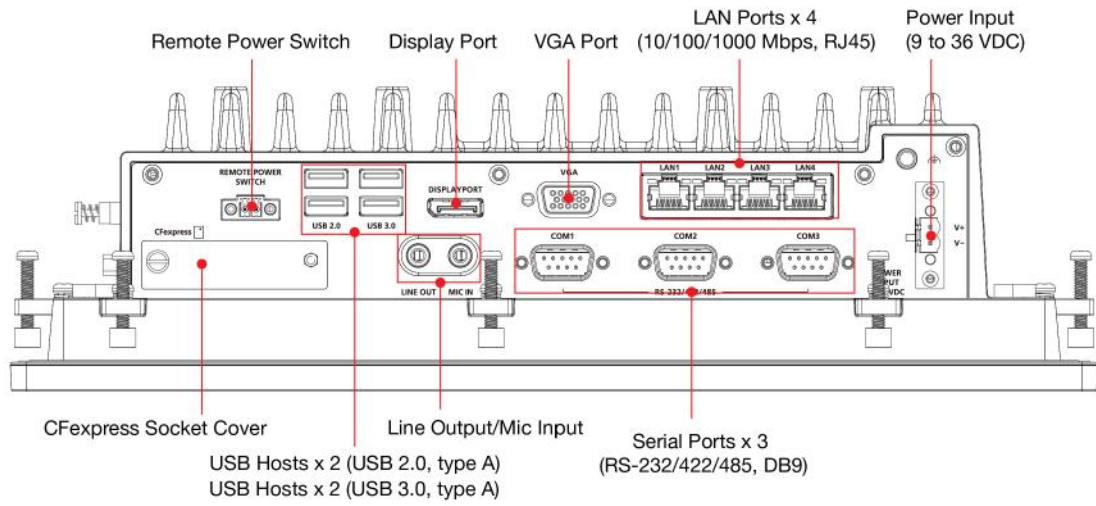 LAN Ports x 4
(10/100/1000 Mbps, RJ45)
Power Input
(9 to 36 VDC)
Remote Power Switch
Display Port
VGA Port
REMOTE POWER
SWITCH
DISPLAYPORT
VGA
LAN1
LAN2
LAN3
LAN4
USB 2.0
USB 3.0
CFexpress
COM1
COM2
COM3
V+
V-
LINE OUT
MIC IN
VDC
CFexpress Socket Cover
Line Output/Mic Input
Serial Ports x 3
(RS-232/422/485, DB9)
USB Hosts x 2 (USB 2.0, type A)
USB Hosts x 2 (USB 3.0, type A)